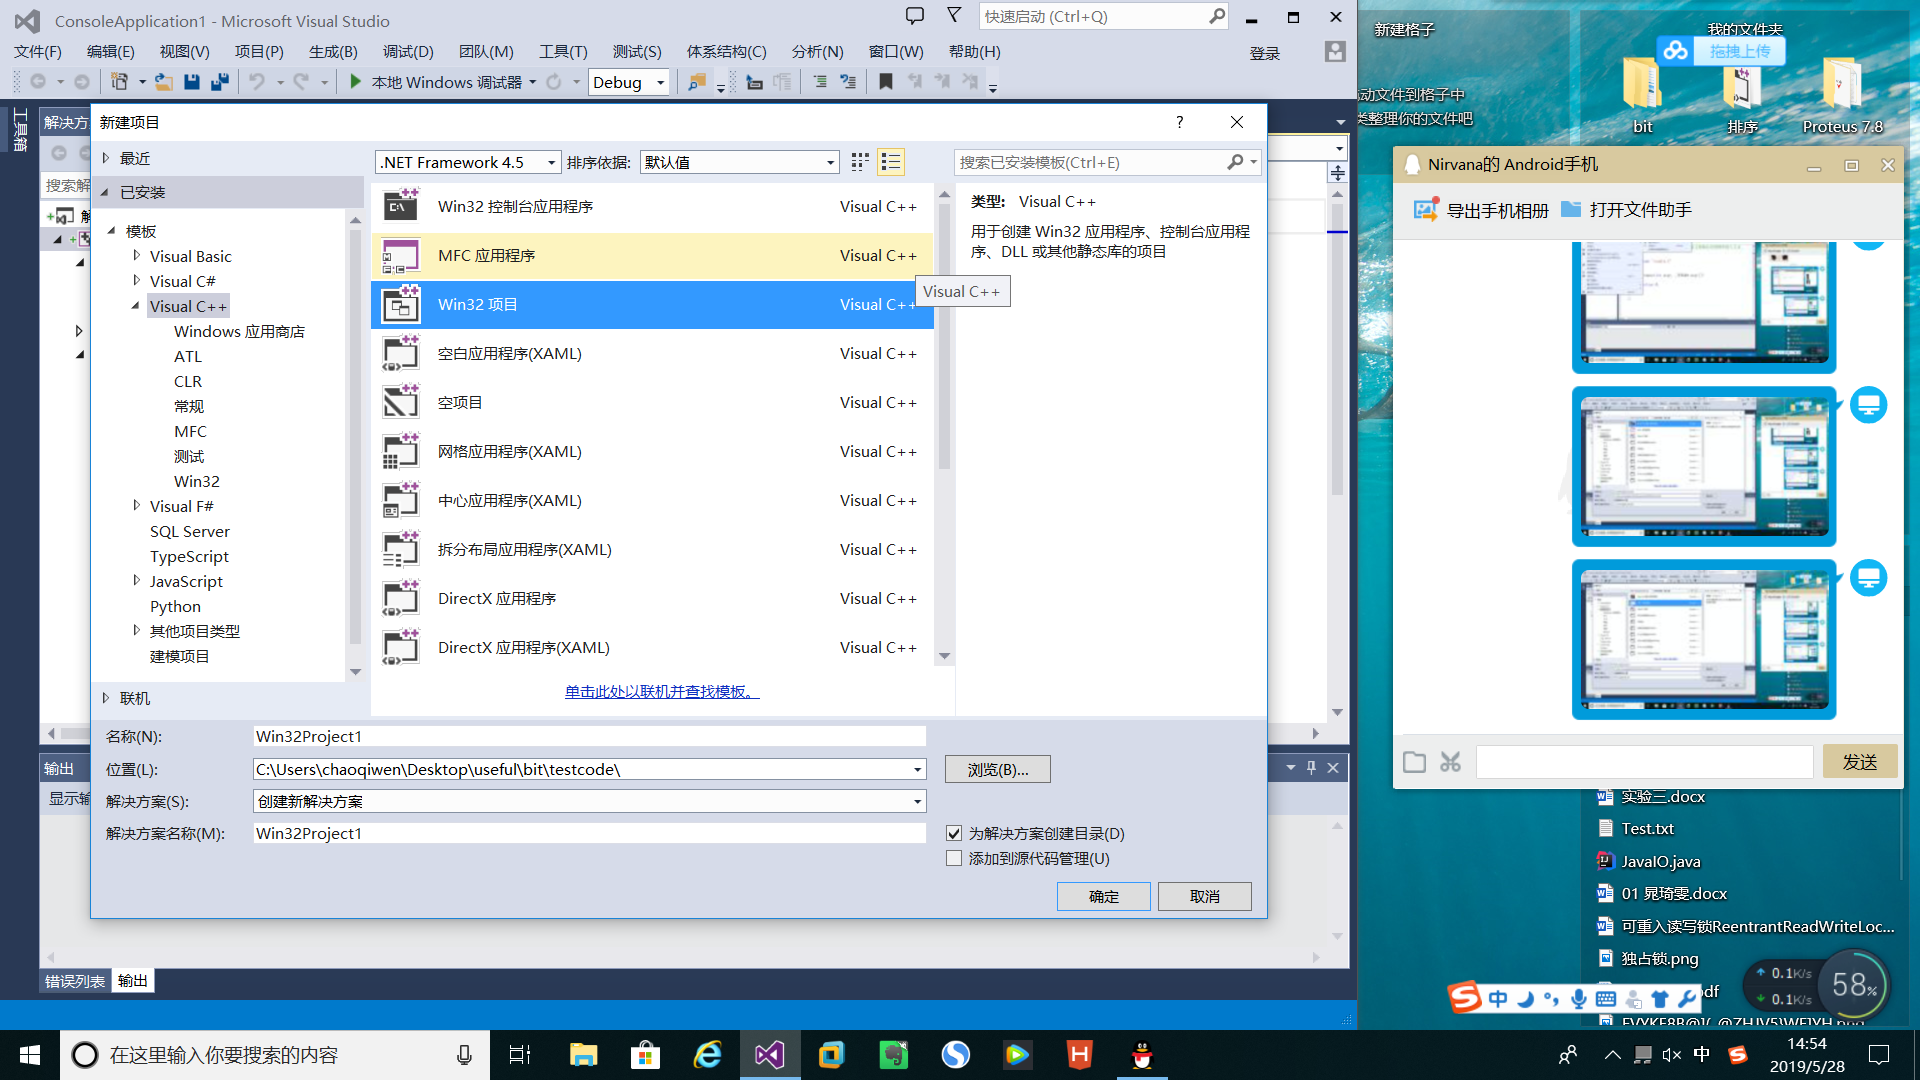 ConsoleApplication1 - Microsoft Visual Studio
快速启动 (Ctrl+Q)
文件(F) 编辑(E) 视图(V) 项目(P) 生成(B) 调试(D) 团队(M) 工具(T) 测试(S) 体系结构(C) 分析(N) 窗口(W) 帮助(H)
登录
本地 Windows 调试器
Debug
工具箱
解决方
搜索解
解
新建项目
?
最近
.NET Framework 4.5
排序依据:
默认值
搜索已安装模板(Ctrl+E)
已安装
模板
Visual Basic
Visual C#
Visual C++
Windows 应用商店
ATL
CLR
常规
MFC
测试
Win32
Visual F#
SQL Server
TypeScript
JavaScript
Python
其他项目类型
建模项目
联机
Win32 控制台应用程序 Visual C++
MFC 应用程序 Visual C++
Win32 项目 Visual C++
空白应用程序(XAML) Visual C++
空项目 Visual C++
网格应用程序(XAML) Visual C++
中心应用程序(XAML) Visual C++
拆分布局应用程序(XAML) Visual C++
DirectX 应用程序 Visual C++
DirectX 应用程序(XAML) Visual C++
单击此处以联机并查找模板。
类型: Visual C++
用于创建 Win32 应用程序、控制台应用程
序、DLL 或其他静态库的项目
Visual C++
名称(N): Win32Project1
位置(L): C:\Users\chaoqiwen\Desktop\useful\bit\testcode\
浏览(B)...
解决方案(S): 创建新解决方案
解决方案名称(M): Win32Project1
为解决方案创建目录(D)
添加到源代码管理(U)
确定
取消
输出
显示输
错误列表
输出
新建格子
我的文件夹
拖拽上传
动文件到格子中
类整理你的文件吧
bit
排序
Proteus 7.8
Nirvana的 Android手机
导出手机相册
打开文件助手
发送
实验三.docx
Test.txt
JavaIO.java
01 晁琦雯.docx
可重入读写锁ReentrantReadWriteLoc...
独占锁.png
df
0.1K/s
0.1K/s
58%
中
在这里输入你要搜索的内容
中
14:54
2019/5/28